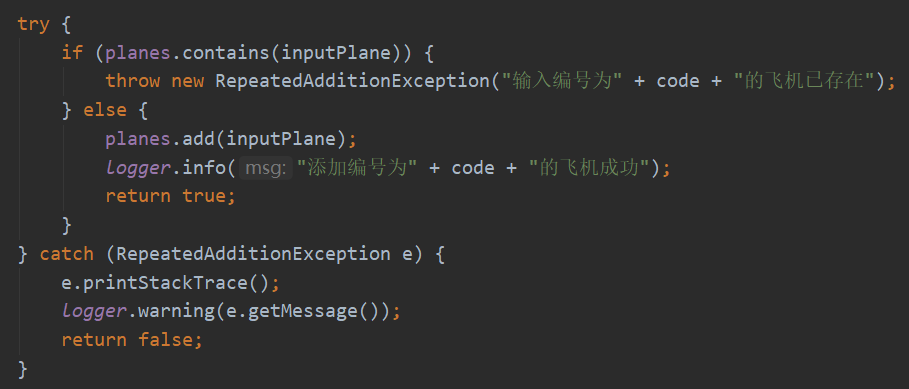 try {
if (planes.contains(inputPlane)) {
throw new RepeatedAdditionException("输入编号为" + code + "的飞机已存在");
} else {
planes.add(inputPlane);
logger.info( msg: "添加编号为" + code + "的飞机成功");
return true;
}
} catch (RepeatedAdditionException e) {
e.printStackTrace();
logger.warning(e.getMessage());
return false;
}